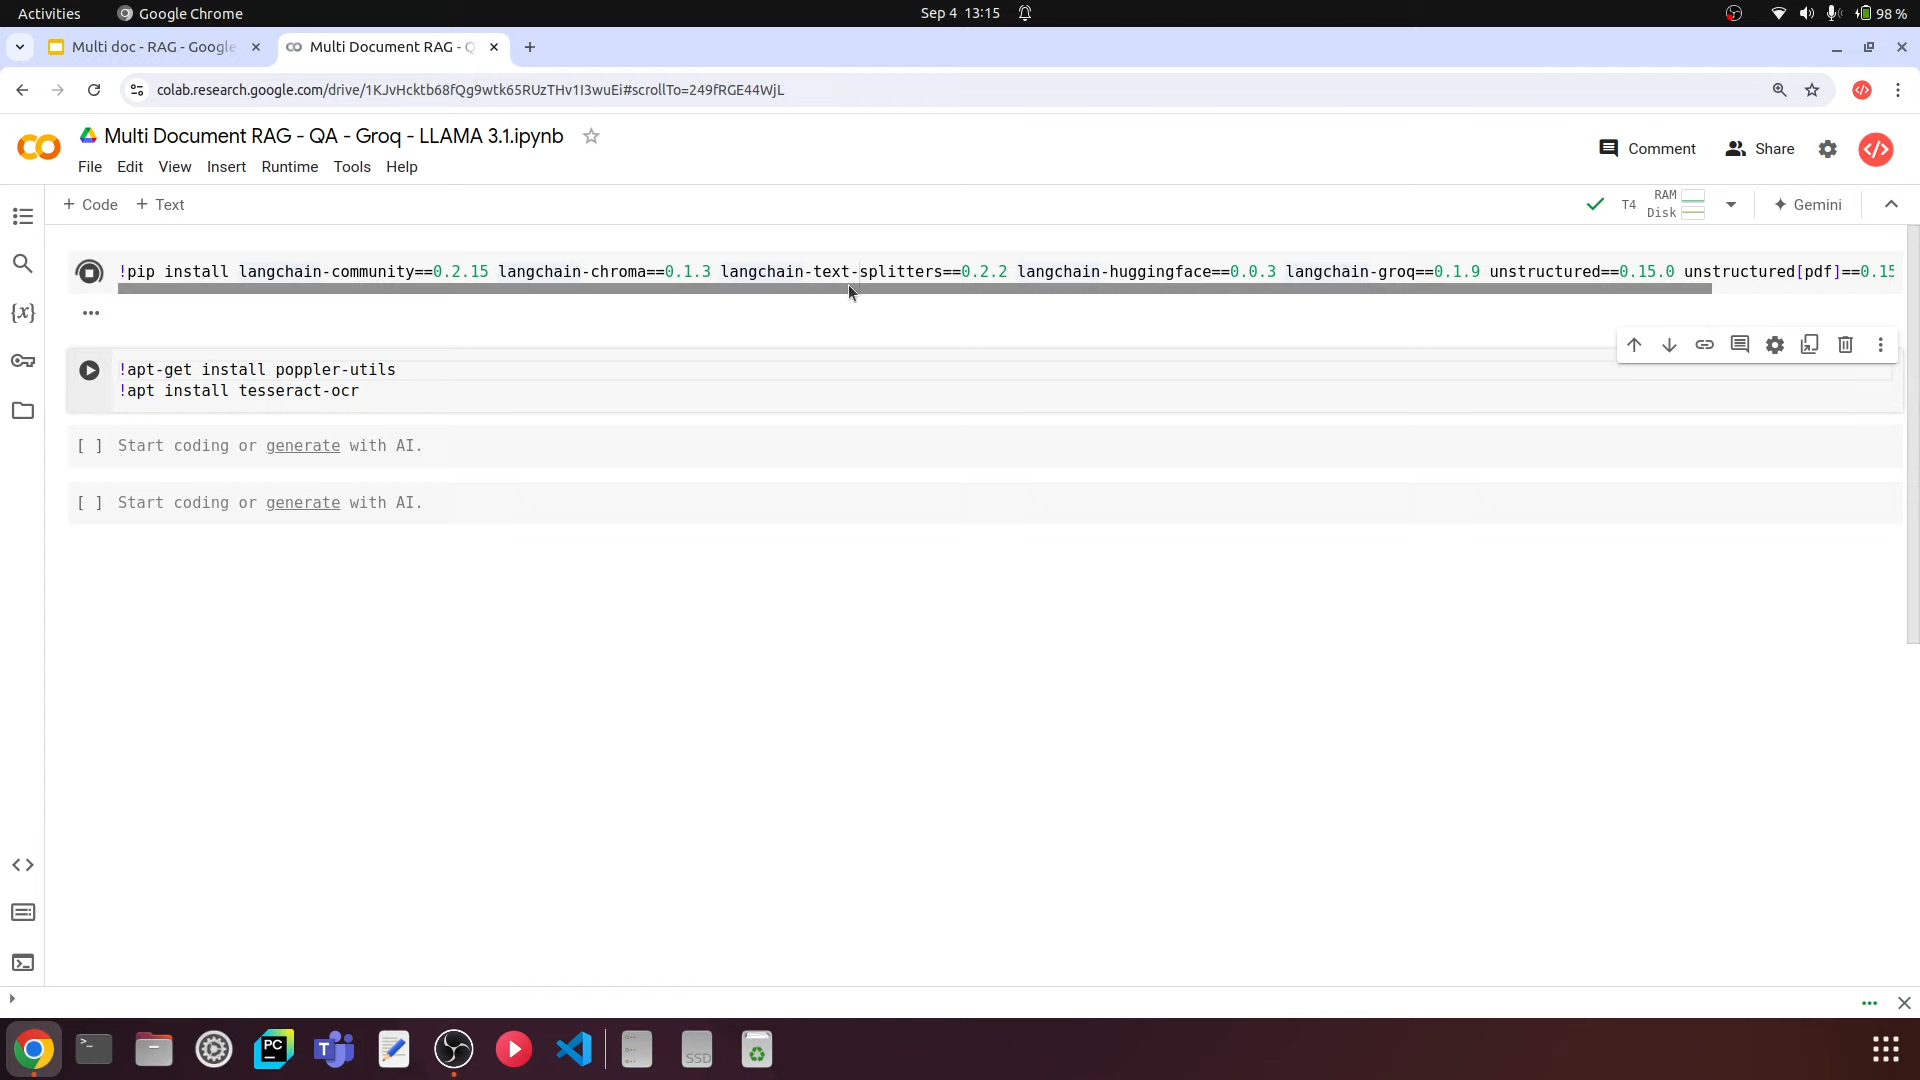 Activities Google Chrome Sep 4 13:15 98 %
Multi doc - RAG - Google Multi Document RAG - Q
colab.research.google.com/drive/1KJvHcktb68fQg9wtk65RUzTHv1I3wuEi#scrollTo=249fRGE44WjL
Multi Document RAG - QA - Groq - LLAMA 3.1.ipynb
Comment Share
File Edit View Insert Runtime Tools Help
+ Code + Text T4 RAM Disk Gemini
!pip install langchain-community==0.2.15 langchain-chroma==0.1.3 langchain-text-splitters==0.2.2 langchain-huggingface==0.0.3 langchain-groq==0.1.9 unstructured==0.15.0 unstructured[pdf]==0.15
!apt-get install poppler-utils
!apt install tesseract-ocr
[ ] Start coding or generate with AI.
[ ] Start coding or generate with AI.
PC
SSD